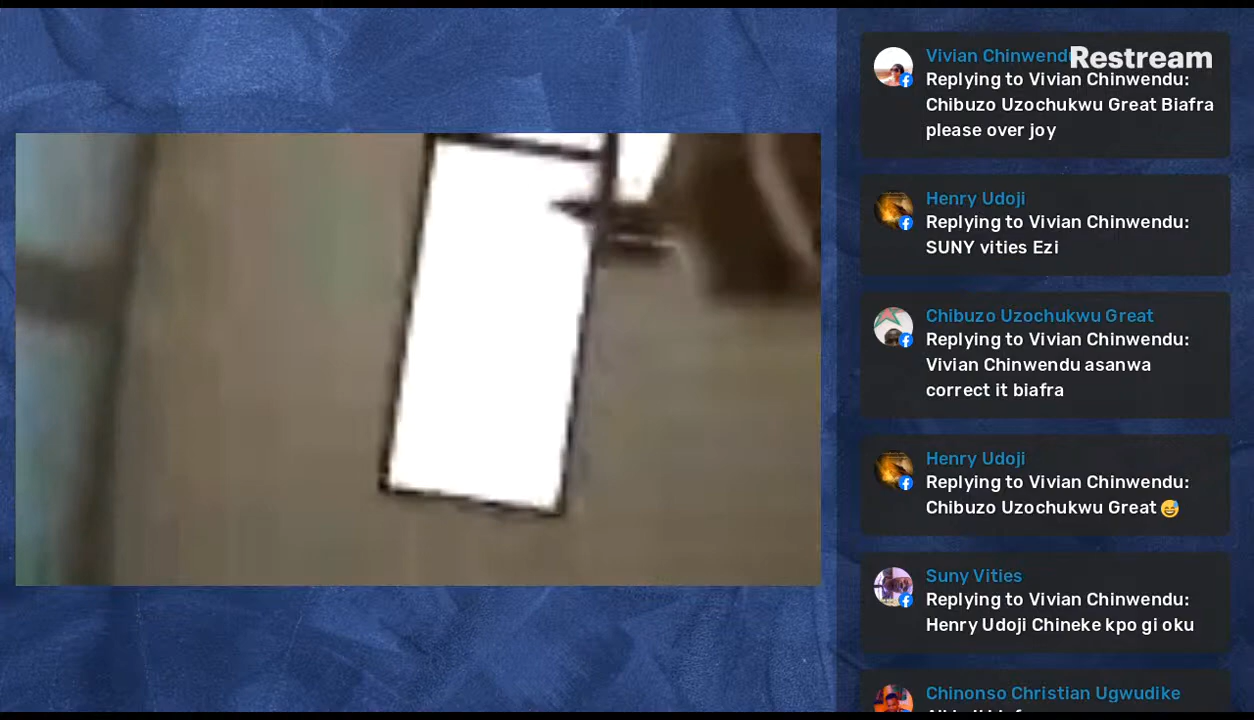 Vivian Chinwendu
Restream
Replying to Vivian Chinwendu:
Chibuzo Uzochukwu Great Biafra
please over joy
Henry Udoji
Replying to Vivian Chinwendu:
SUNY vities Ezi
Chibuzo Uzochukwu Great
Replying to Vivian Chinwendu:
Vivian Chinwendu asanwa
correct it biafra
Henry Udoji
Replying to Vivian Chinwendu:
Chibuzo Uzochukwu Great 😅
Suny Vities
Replying to Vivian Chinwendu:
Henry Udoji Chineke kpo gi oku
Chinonso Christian Ugwudike